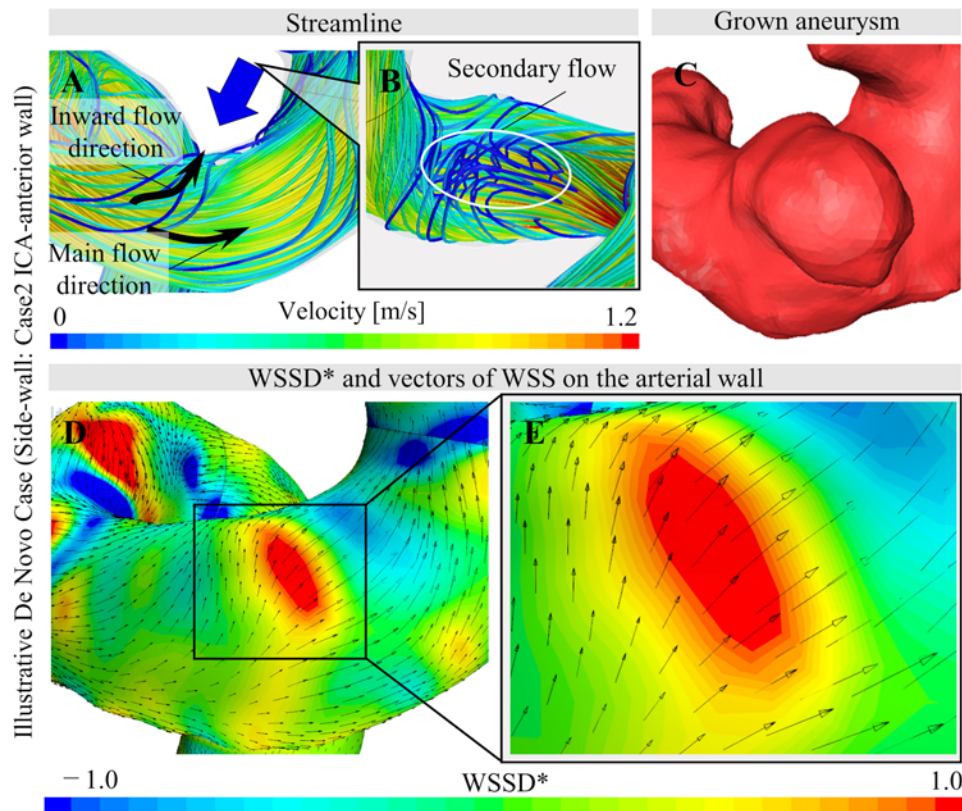 Illustrative De Novo Case (Side-wall: Case2 ICA-anterior wall)
Streamline
Grown aneurysm
A
Inward flow
direction
Main flow
direction
B
Secondary flow
C
Velocity [m/s]
0
1.2
WSSD* and vectors of WSS on the arterial wall
D
E
−1.0
WSSD*
1.0